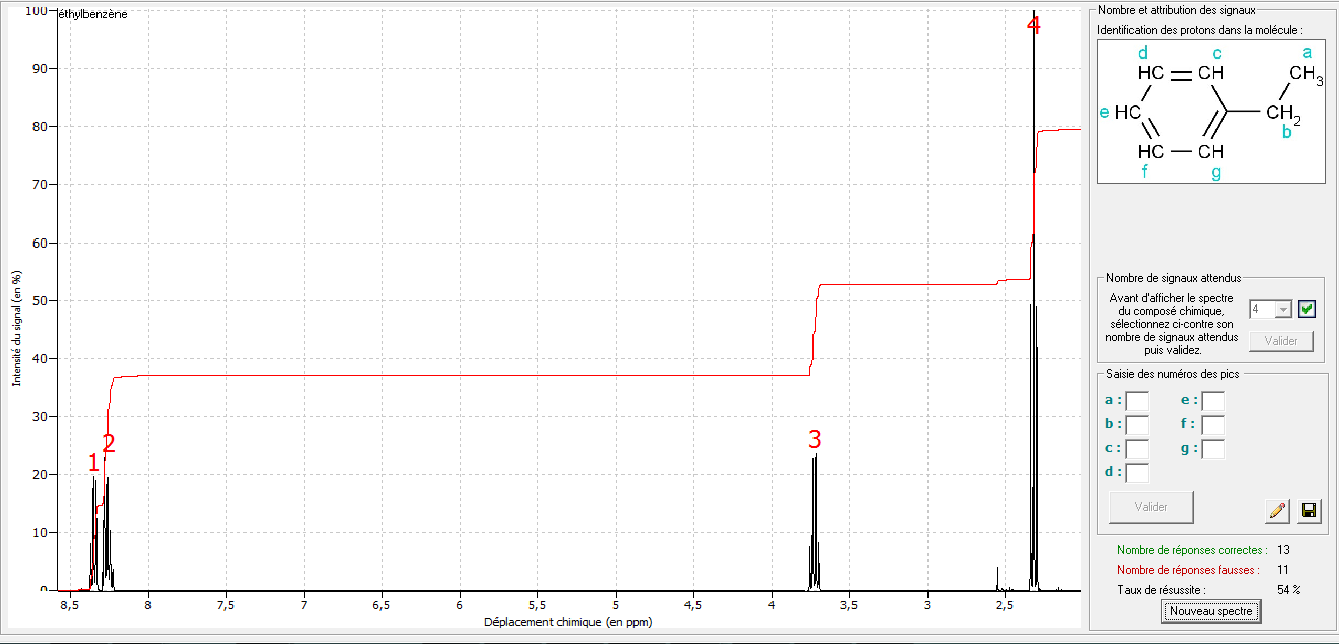 éthylbenzène
100
90
80
70
60
50
40
30
20
10
0
Intensité du signal (en %)
1
2
3
4
8,5
8
7,5
7
6,5
6
5,5
5
4,5
4
3,5
3
2,5
Déplacement chimique (en ppm)
Nombre et attribution des signaux
Identification des protons dans la molécule :
d
c
a
HC
CH
CH3
e
HC
CH2
b
HC
CH
f
g
Nombre de signaux attendus
Avant d'afficher le spectre
du composé chimique,
sélectionnez ci-contre son
nombre de signaux attendus
puis validez.
4
Valider
Saisie des numéros des pics
a :
e :
b :
f :
c :
g :
d :
Valider
Nombre de réponses correctes : 13
Nombre de réponses fausses : 11
Taux de résussite : 54 %
Nouveau spectre